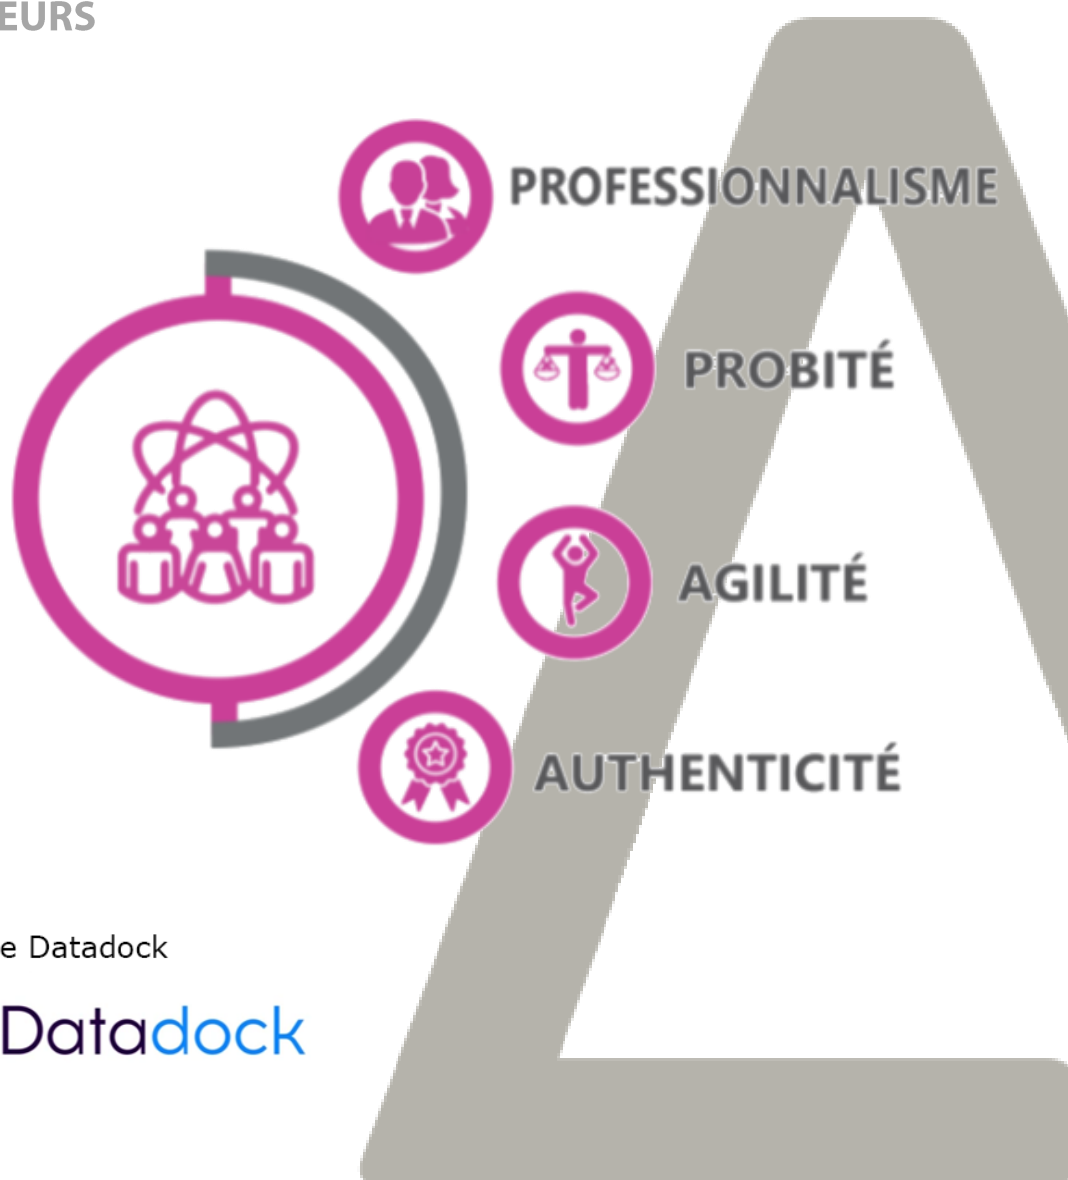 EURS
PROFESSIONNALISME
PROBITÉ
AGILITÉ
AUTHENTICITÉ
e Datadock
Datadock